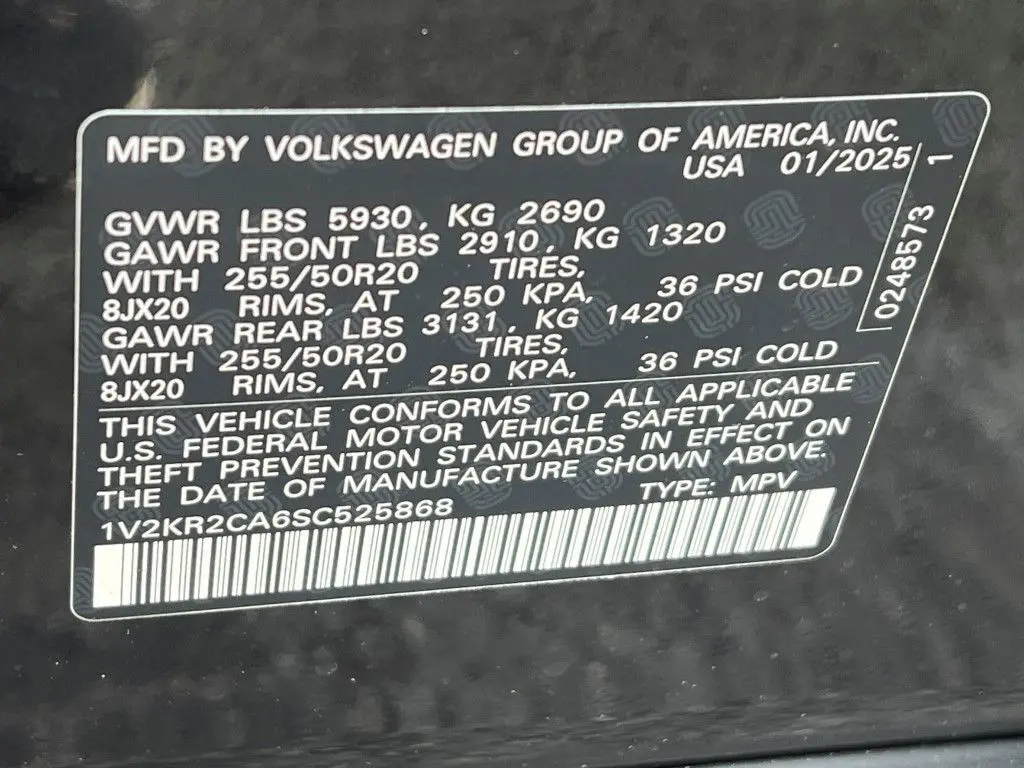 MFD BY VOLKSWAGEN GROUP OF AMERICA, INC.
USA 01/2025
GVWR LBS 5930, KG 2690
GAWR FRONT LBS 2910, KG 1320
WITH 255/50R20 TIRES,
8JX20 RIMS, AT 250 KPA, 36 PSI COLD
GAWR REAR LBS 3131, KG 1420
WITH 255/50R20 TIRES,
8JX20 RIMS, AT 250 KPA, 36 PSI COLD
THIS VEHICLE CONFORMS TO ALL APPLICABLE
U.S. FEDERAL MOTOR VEHICLE SAFETY AND
THEFT PREVENTION STANDARDS IN EFFECT ON
THE DATE OF MANUFACTURE SHOWN ABOVE.
1V2KR2CA6SC525868 TYPE: MPV
0248573 1